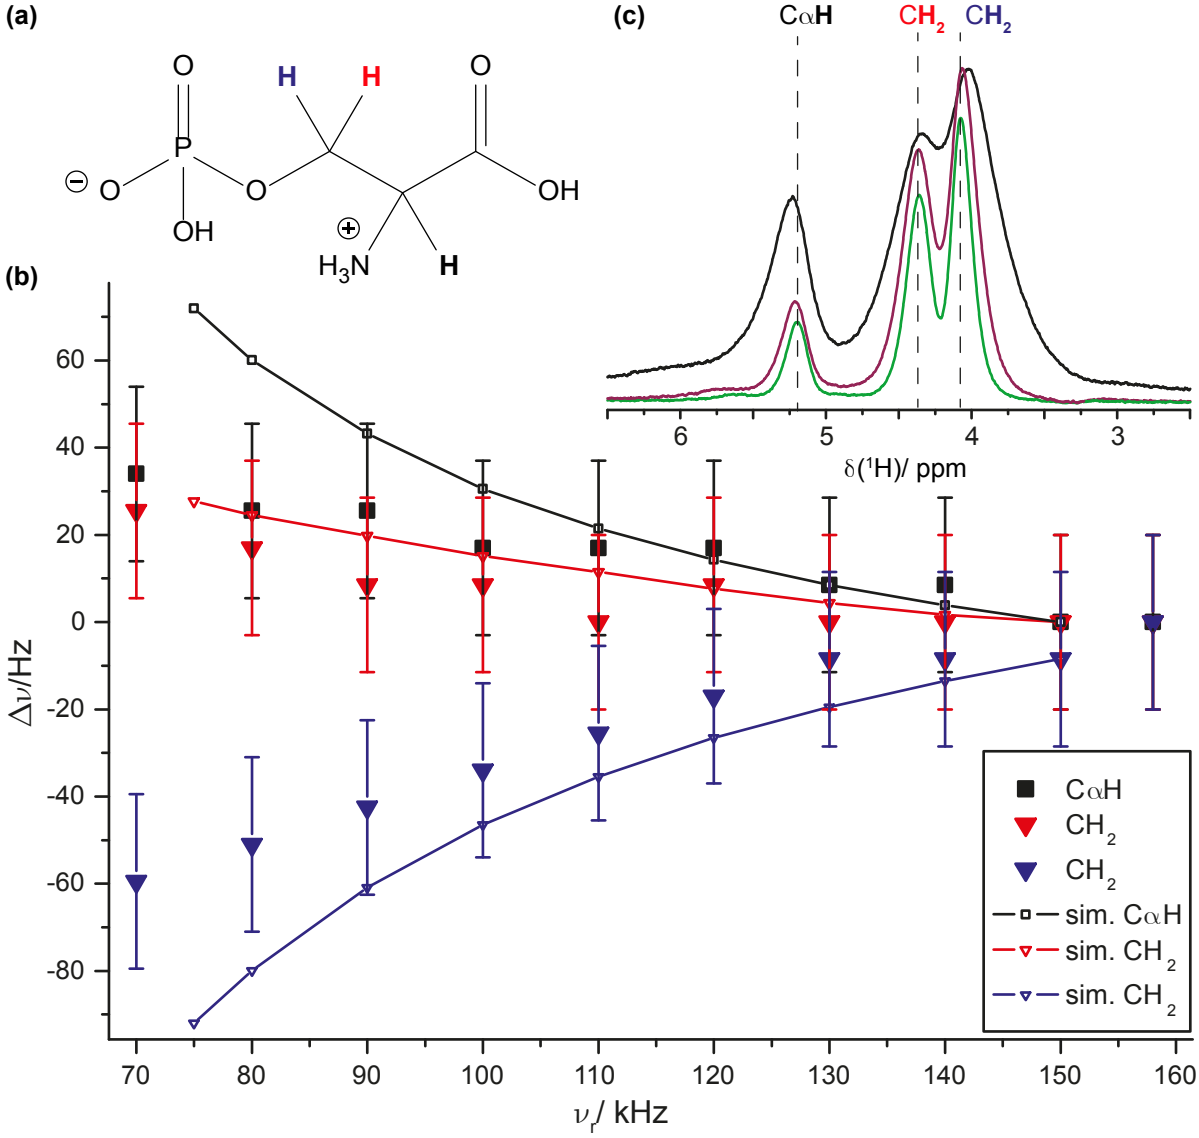 (a)
O
H
H
O
P
O
OH
O
OH
H₃N
H
⊖
⊕
(c)
CαH
CH₂
CH₂
6
5
4
3
δ(¹H)/ ppm
(b)
60
40
20
0
-20
-40
-60
-80
Δν/Hz
70
80
90
100
110
120
130
140
150
160
νᵣ/ kHz
CαH
CH₂
CH₂
sim. CαH
sim. CH₂
sim. CH₂